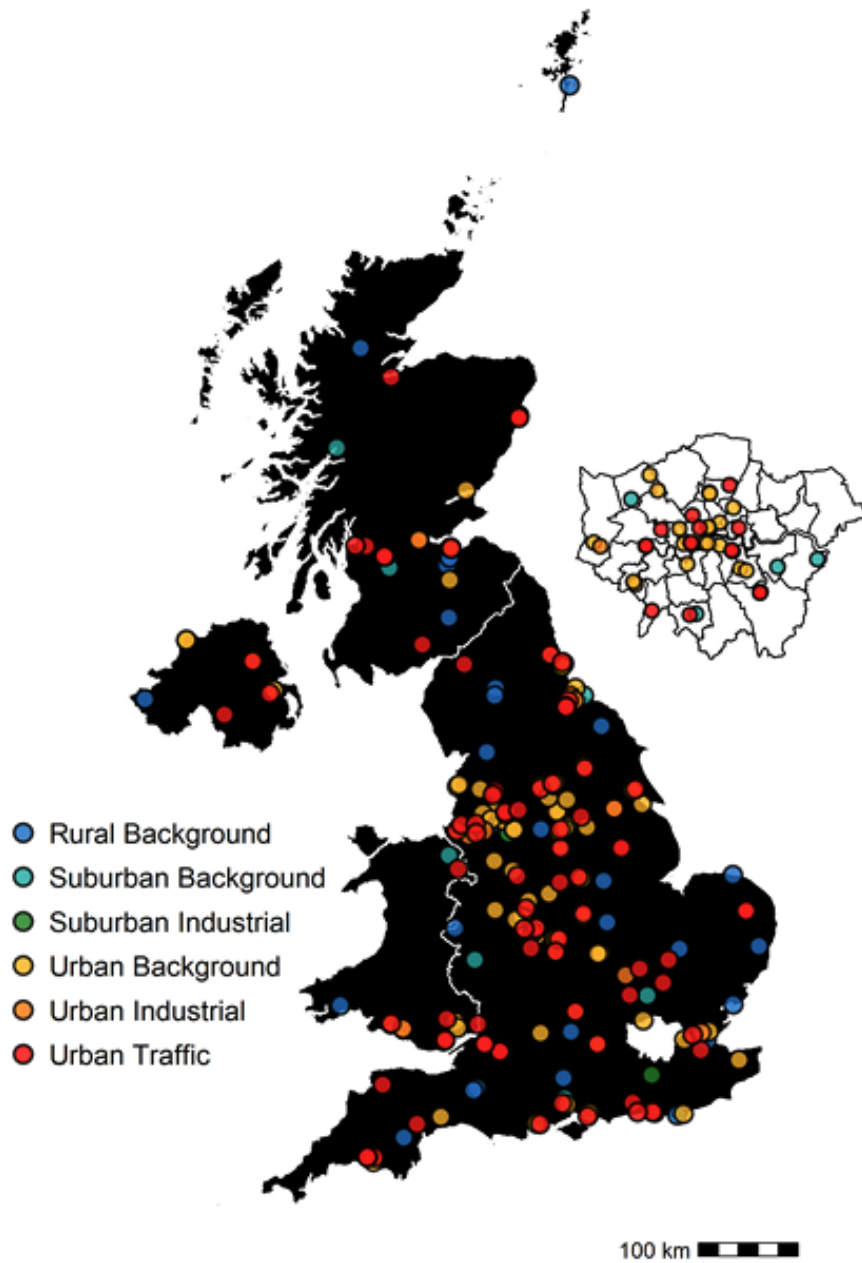 Rural Background
Suburban Background
Suburban Industrial
Urban Background
Urban Industrial
Urban Traffic
100 km